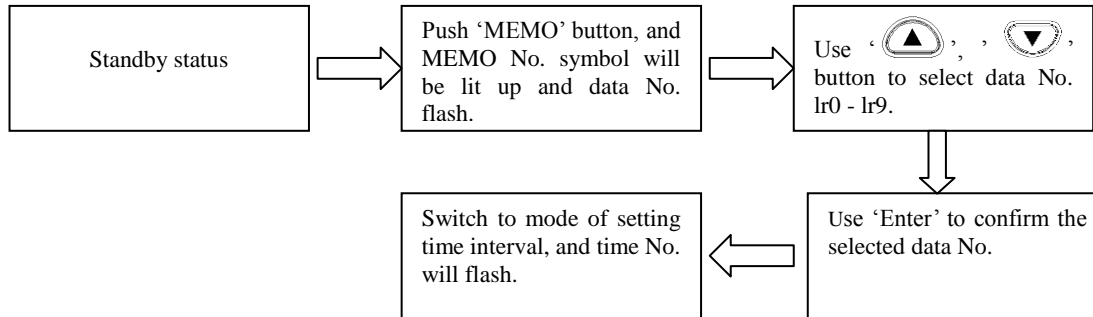 Standby status
Push ‘MEMO’ button, and
MEMO No. symbol will
be lit up and data No.
flash.
Use ‘ ▲ ’, ’ ▼ ’
button to select data No.
lr0 - lr9.
Use ‘Enter’ to confirm the
selected data No.
Switch to mode of setting
time interval, and time No.
will flash.